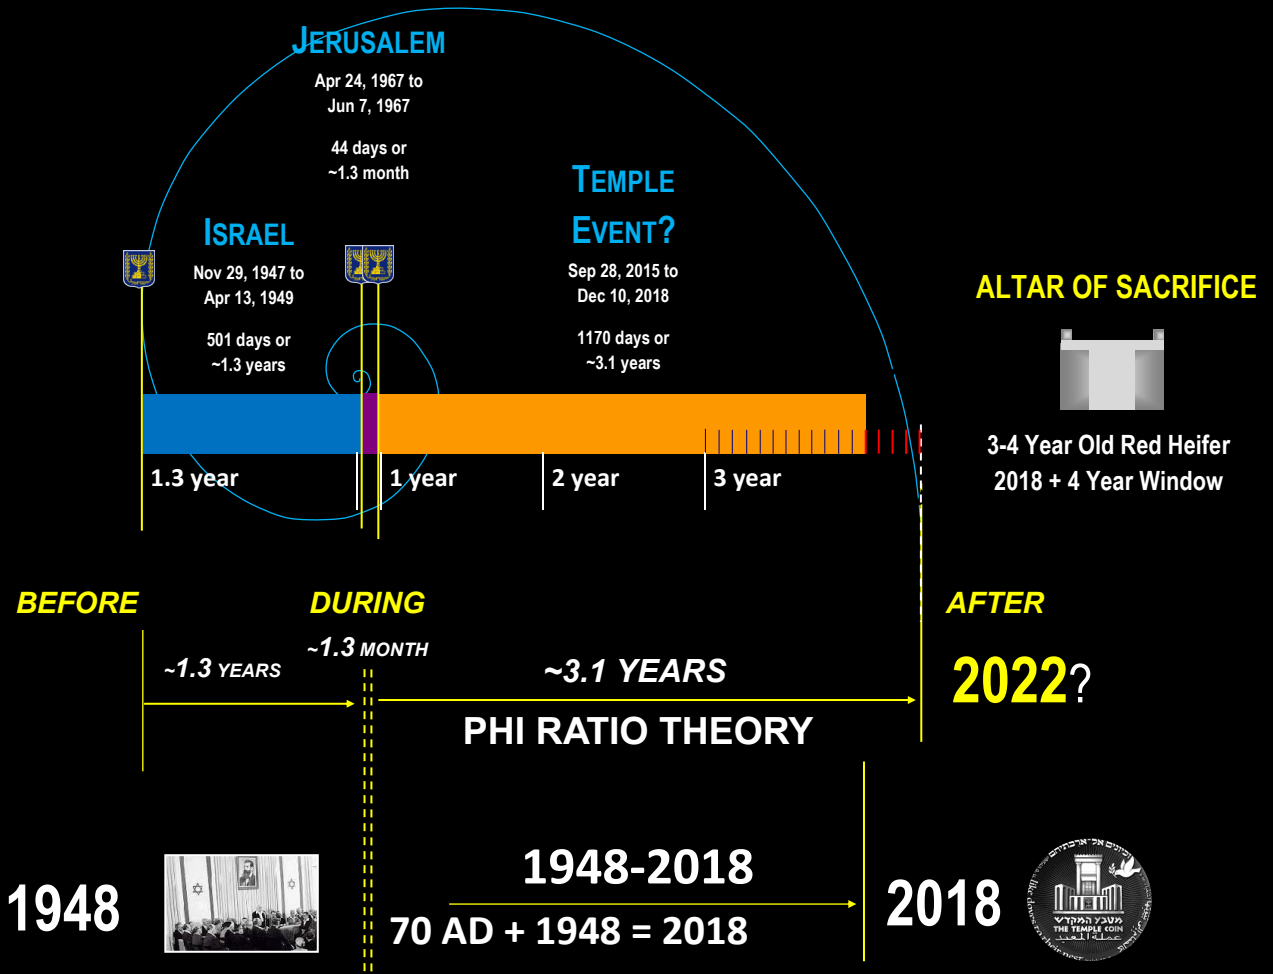 JERUSALEM
Apr 24, 1967 to
Jun 7, 1967
44 days or
~1.3 month
TEMPLE
EVENT?
Sep 28, 2015 to
Dec 10, 2018
1170 days or
~3.1 years
ISRAEL
Nov 29, 1947 to
Apr 13, 1949
501 days or
~1.3 years
ALTAR OF SACRIFICE
3-4 Year Old Red Heifer
2018 + 4 Year Window
1.3 year
1 year
2 year
3 year
BEFORE
DURING
AFTER
~1.3 YEARS
~1.3 MONTH
~3.1 YEARS
2022?
PHI RATIO THEORY
1948
1948-2018
70 AD + 1948 = 2018
2018
מטבע המקדש
THE TEMPLE COIN